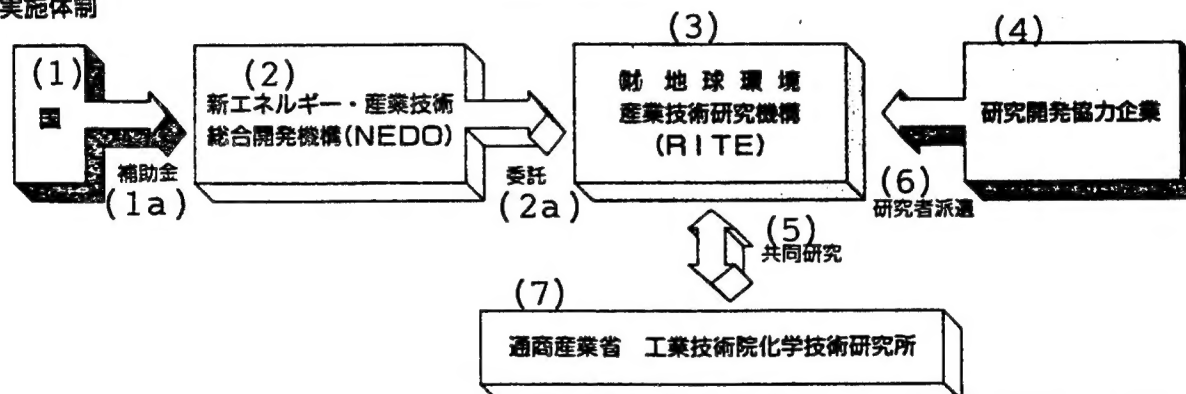 実施体制
(1)
国
(1a)
補助金
(2)
新エネルギー・産業技術
総合開発機構(NEDO)
(2a)
委託
(3)
㈶ 地球環境
産業技術研究機構
(RITE)
(4)
研究開発協力企業
(6)
研究者派遣
(5)
共同研究
(7)
通商産業省 工業技術院化学技術研究所